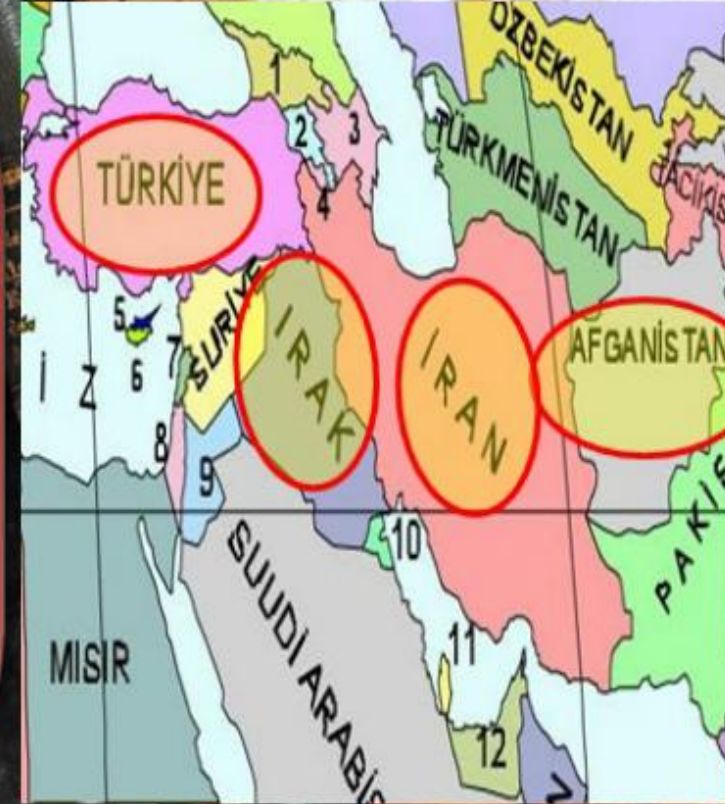 ÖZBEKİSTAN
1
2
3
TÜRKMENİSTAN
TACİKİS
TÜRKİYE
4
SURİYE
5
IRAK
İRAN
AFGANİSTAN
İ Z
6
7
8
9
10
PAKİS
SUUDİ ARABİS
MISIR
11
12